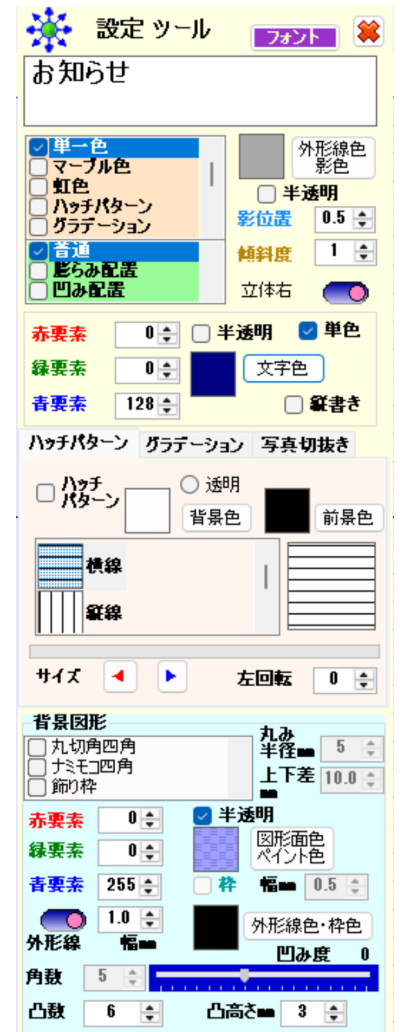 設定 ツール フォント
お知らせ
単一色
マーブル色
虹色
ハッチパターン
グラデーション
普通
膨らみ配置
凹み配置
外形線色
影色
半透明
影位置 0.5
傾斜度 1
立体右
赤要素 0 半透明 単色
緑要素 0 文字色
青要素 128 縦書き
ハッチパターン グラデーション 写真切抜き
ハッチ
パターン
透明
背景色 前景色
横線
縦線
サイズ 左回転 0
背景図形
丸切角四角
ナミモコ四角
飾り枠
丸み
半径mm 5
上下差 10.0
mm
赤要素 0 半透明
緑要素 0
図形面色
ペイント色
青要素 255 枠 幅mm 0.5
1.0
外形線 幅mm
外形線色・枠色
凹み度 0
角数 5
凸数 6 凸高さmm 3